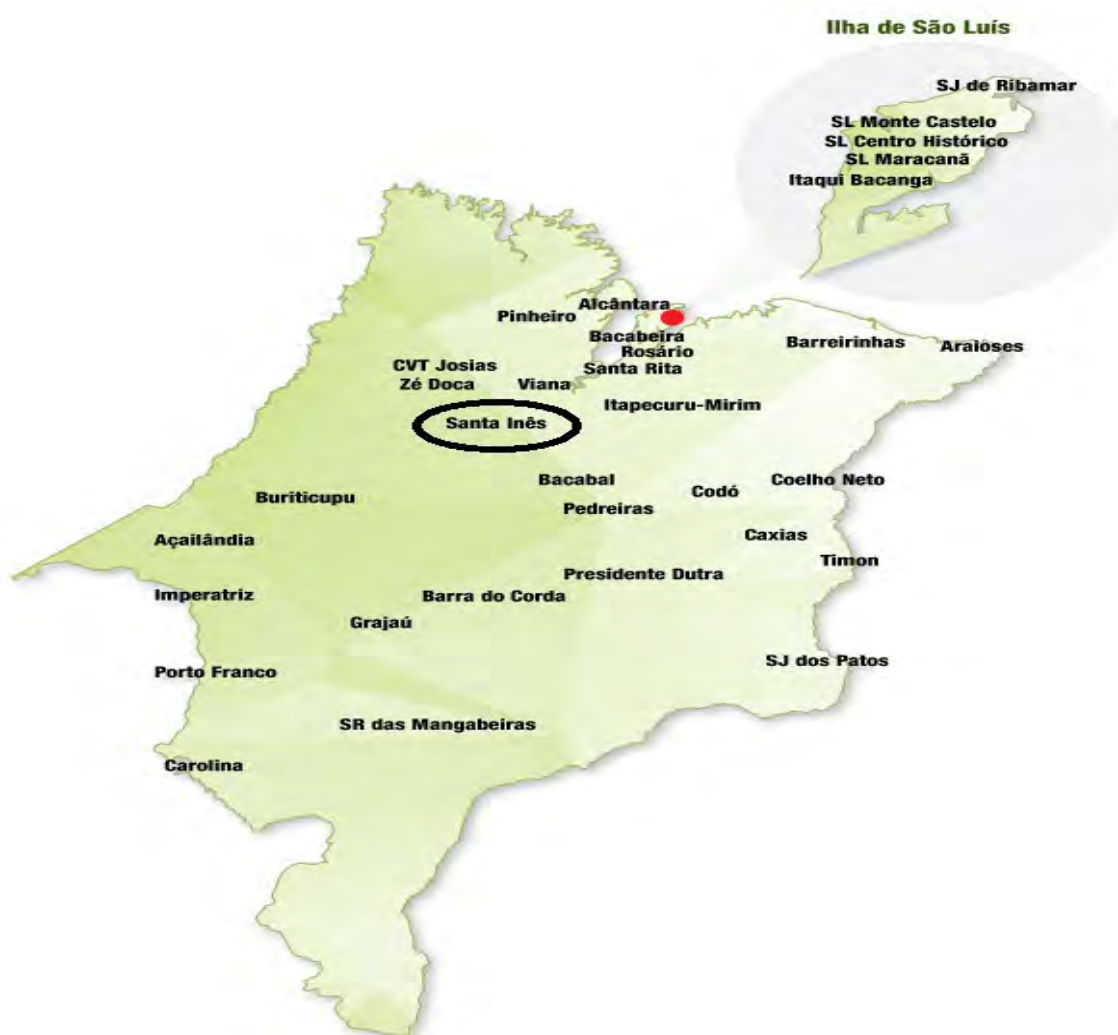 Ilha de São Luís
SJ de Ribamar
SL Monte Castelo
SL Centro Histórico
SL Maracanã
Itaqui Bacanga
Alcântara
Pinheiro
Bacabeira
Rosário
Santa Rita
Barreirinhas
Araioses
CVT Josias
Zé Doca
Viana
Itapecuru-Mirim
Santa Inês
Bacabal
Pedreiras
Codó
Coelho Neto
Buriticupu
Açailândia
Caxias
Timon
Presidente Dutra
Imperatriz
Barra do Corda
Grajaú
Porto Franco
SJ dos Patos
SR das Mangabeiras
Carolina